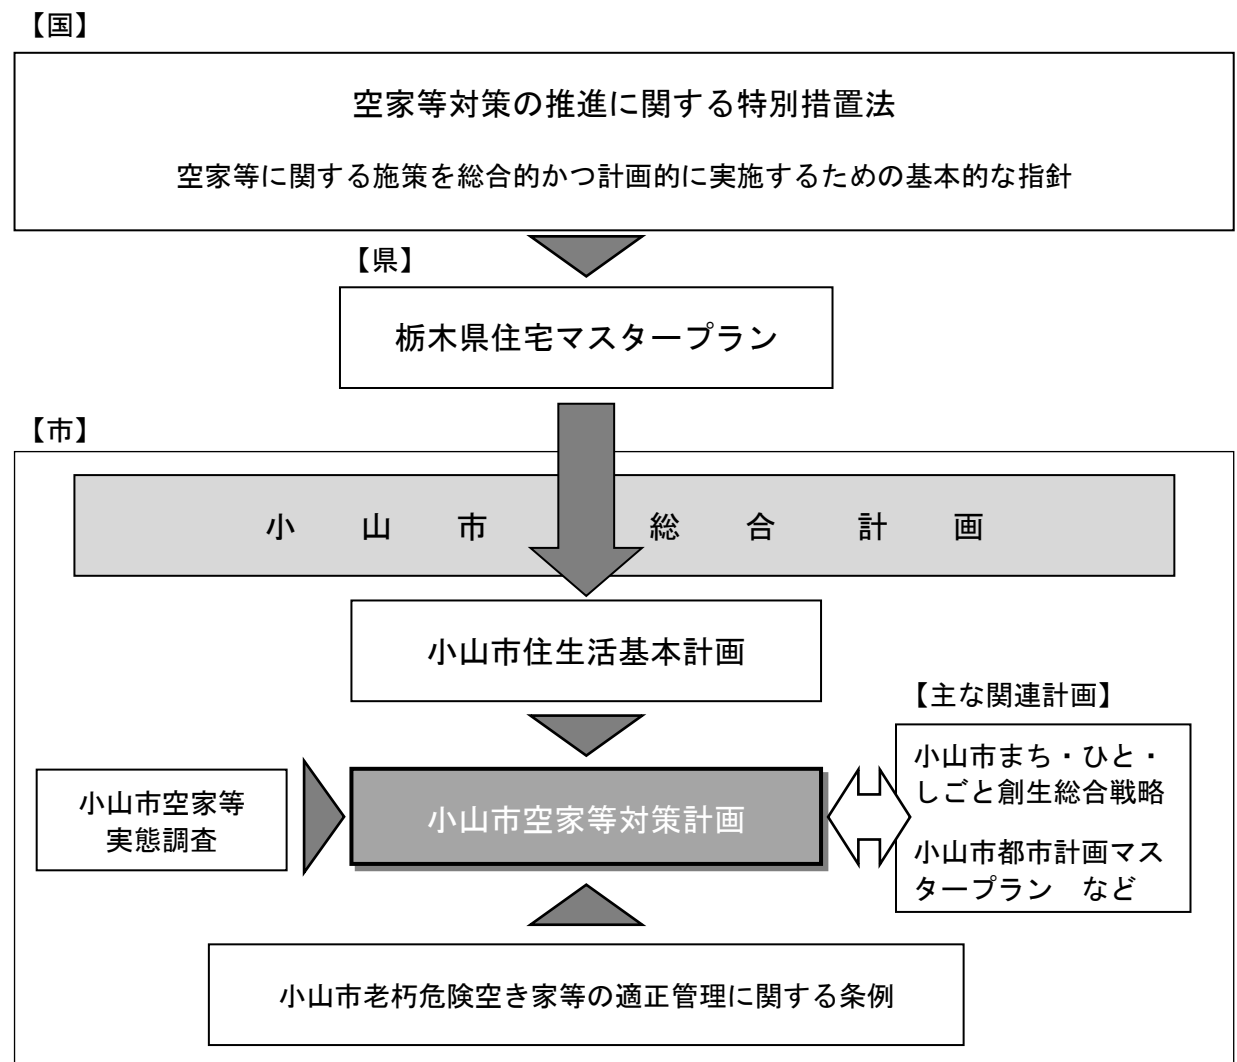 【国】
空家等対策の推進に関する特別措置法
空家等に関する施策を総合的かつ計画的に実施するための基本的な指針
【県】
栃木県住宅マスタープラン
【市】
小山市総合計画
小山市住生活基本計画
【主な関連計画】
小山市まち・ひと・
しごと創生総合戦略
小山市都市計画マス
タープラン　など
小山市空家等
実態調査
小山市空家等対策計画
小山市老朽危険空き家等の適正管理に関する条例